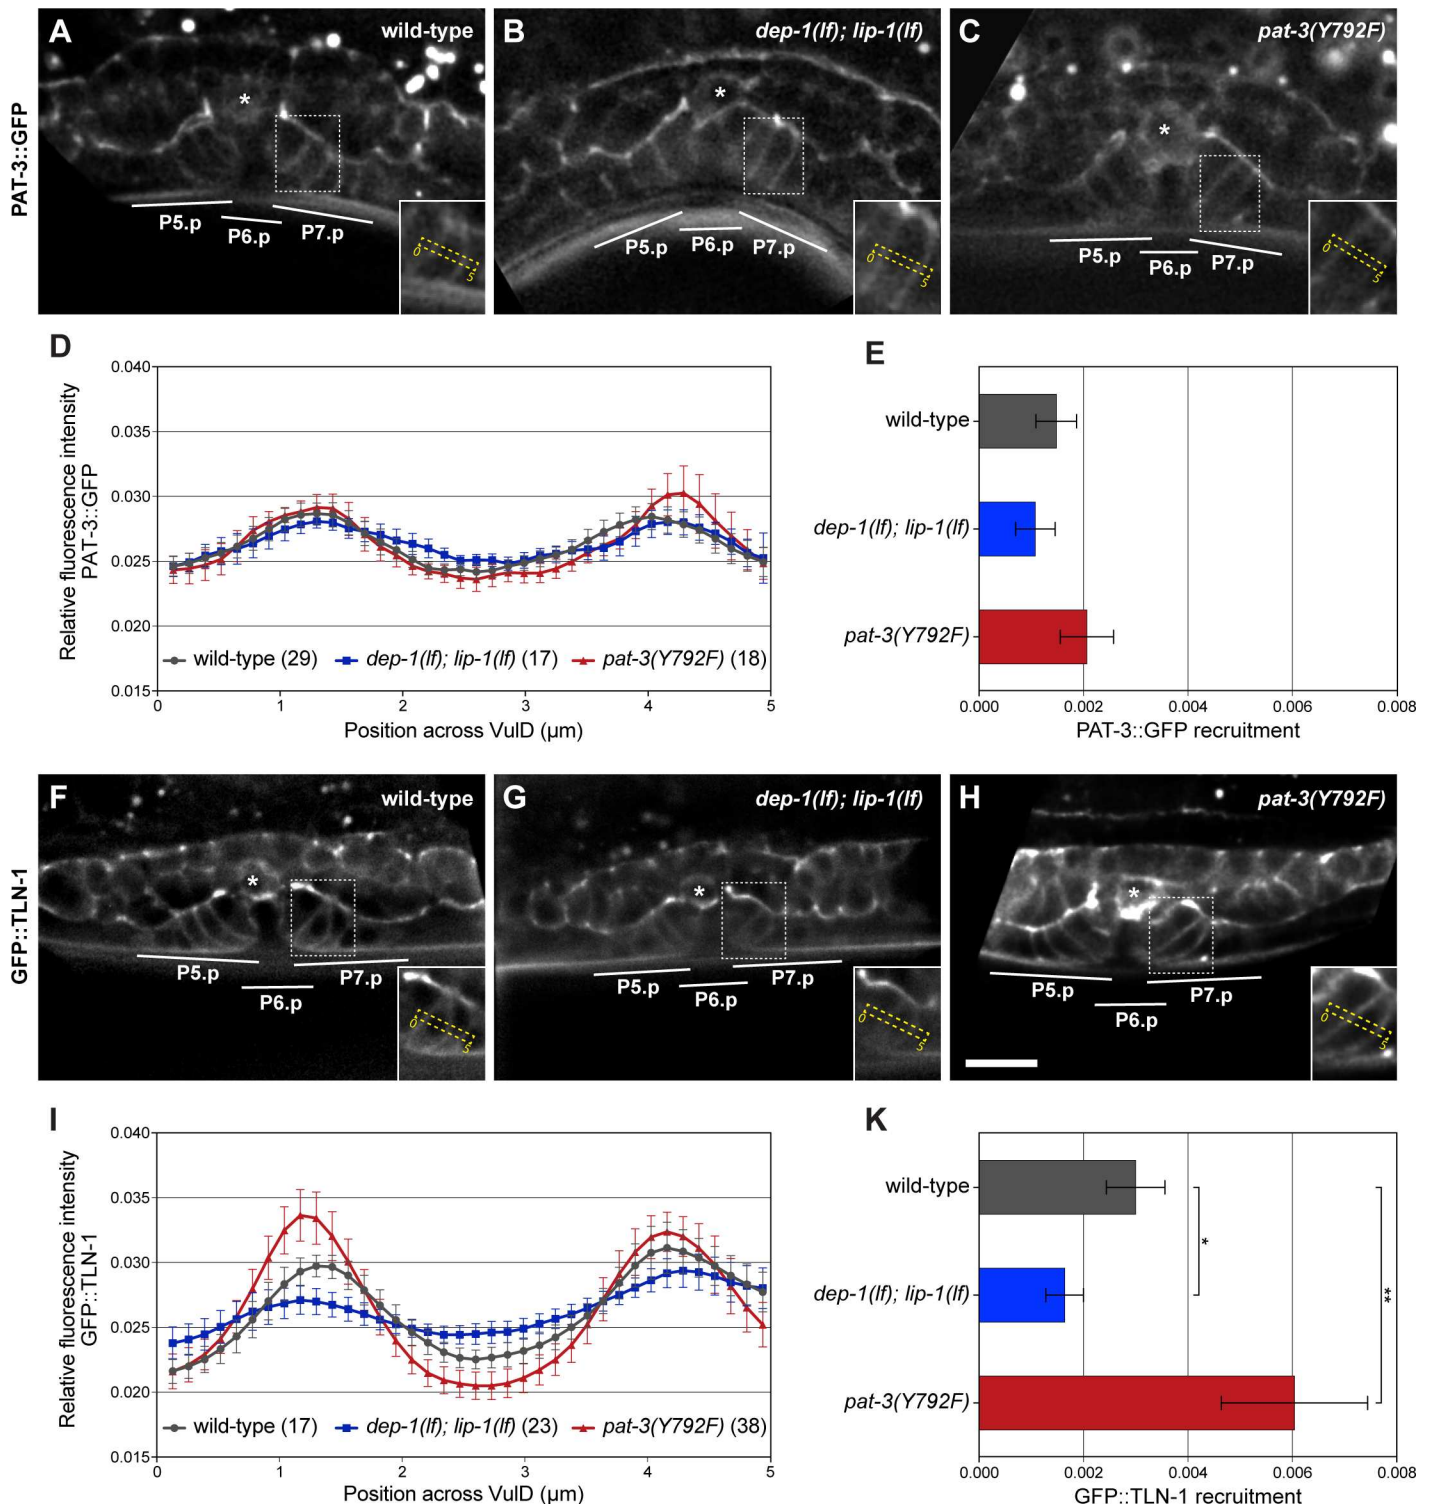 A wild-type
B dep-1(lf); lip-1(lf)
C pat-3(Y792F)
PAT-3::GFP
*
*
*
P5.p P6.p P7.p
0 5
P5.p P6.p P7.p
0 5
P5.p P6.p P7.p
0 5
D
Relative fluorescence intensity
PAT-3::GFP
0.040
0.035
0.030
0.025
0.020
0.015
wild-type (29) dep-1(lf); lip-1(lf) (17) pat-3(Y792F) (18)
0 1 2 3 4 5
Position across VulD (µm)
E
wild-type
dep-1(lf); lip-1(lf)
pat-3(Y792F)
0.000 0.002 0.004 0.006 0.008
PAT-3::GFP recruitment
F wild-type
G dep-1(lf); lip-1(lf)
H pat-3(Y792F)
GFP::TLN-1
*
*
*
P5.p P6.p P7.p
0 5
P5.p P6.p P7.p
0 5
P5.p P6.p P7.p
0 5
I
Relative fluorescence intensity
GFP::TLN-1
0.040
0.035
0.030
0.025
0.020
0.015
wild-type (17) dep-1(lf); lip-1(lf) (23) pat-3(Y792F) (38)
0 1 2 3 4 5
Position across VulD (µm)
K
wild-type
dep-1(lf); lip-1(lf)
pat-3(Y792F)
*
**
0.000 0.002 0.004 0.006 0.008
GFP::TLN-1 recruitment